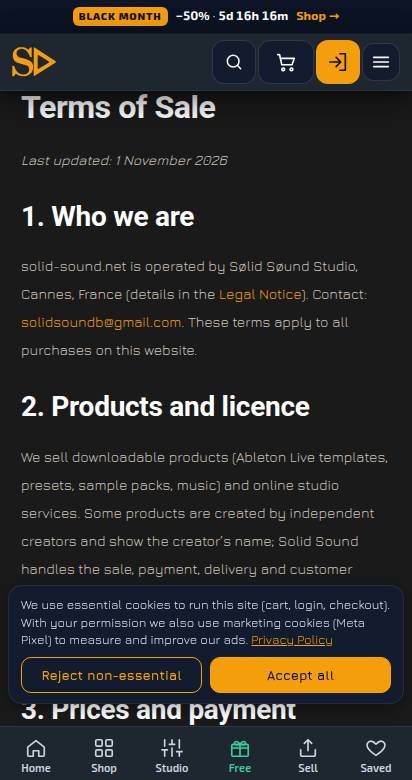 BLACK MONTH −50% · 5d 16h 16m Shop →
SD
Terms of Sale
Last updated: 1 November 2026
1. Who we are
solid-sound.net is operated by Sølid Søund Studio,
Cannes, France (details in the Legal Notice). Contact:
solidsoundb@gmail.com. These terms apply to all
purchases on this website.
2. Products and licence
We sell downloadable products (Ableton Live templates,
presets, sample packs, music) and online studio
services. Some products are created by independent
creators and show the creator's name; Solid Sound
handles the sale, payment, delivery and customer
We use essential cookies to run this site (cart, login, checkout).
With your permission we also use marketing cookies (Meta
Pixel) to measure and improve our ads. Privacy Policy
Reject non-essential Accept all
3. Prices and payment
Home Shop Studio Free Sell Saved